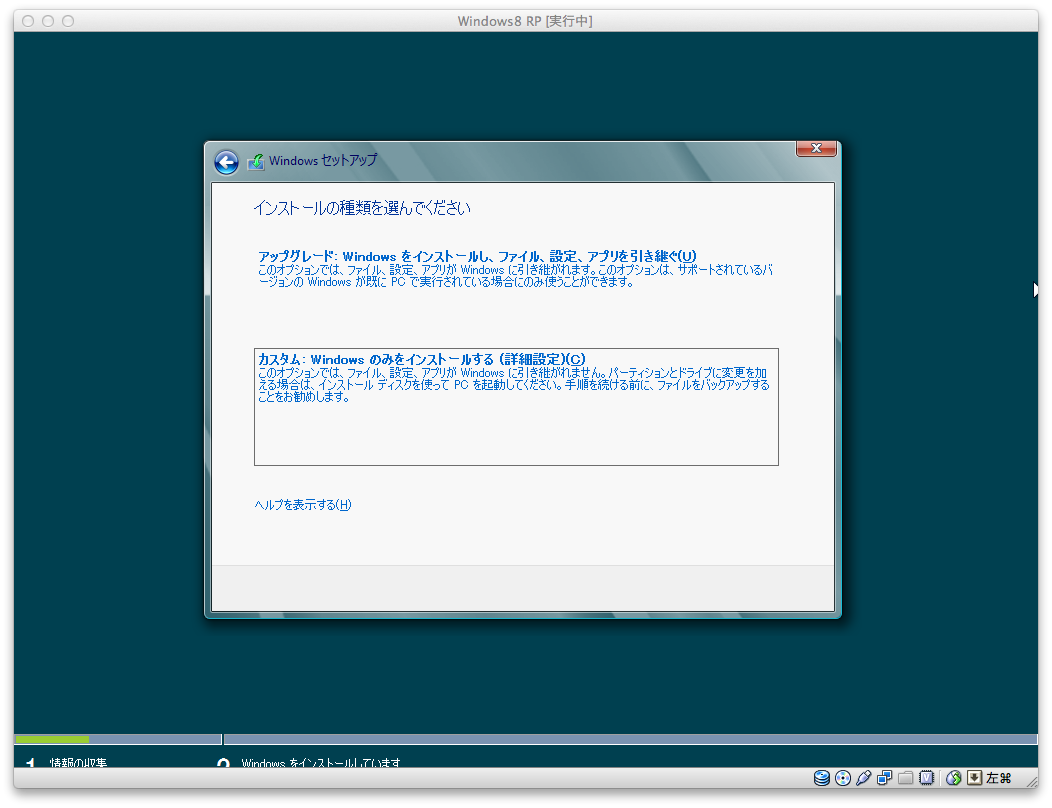 Windows8 RP [実行中]
Windows セットアップ
インストールの種類を選んでください
アップグレード: Windows をインストールし、ファイル、設定、アプリを引き継ぐ(U)
このオプションでは、ファイル、設定、アプリが Windows に引き継がれます。このオプションは、サポートされているバ
ージョンの Windows が既に PC で実行されている場合にのみ使うことができます。
カスタム: Windows のみをインストールする (詳細設定)(C)
このオプションでは、ファイル、設定、アプリが Windows に引き継がれません。パーティションとドライブに変更を加
える場合は、インストール ディスクを使って PC を起動してください。手順を続ける前に、ファイルをバックアップする
ことをお勧めします。
ヘルプを表示する(H)
1 情報の収集
2 Windows をインストールしています
左⌘